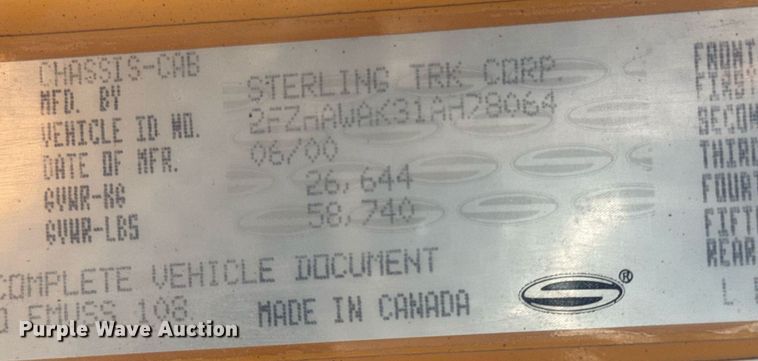 CHASSIS-CAB
MFD. BY STERLING TRK CORP.
VEHICLE ID NO. 2FZHAWAK31AH78064
DATE OF MFR. 06/00
GVWR-KG 26,644
GVWR-LBS 58,740
COMPLETE VEHICLE DOCUMENT
108.
MADE IN CANADA
®
FRONT
FIRST
SECON
THIRD
FOURT
FIFT
REAR
L
Purple Wave Auction